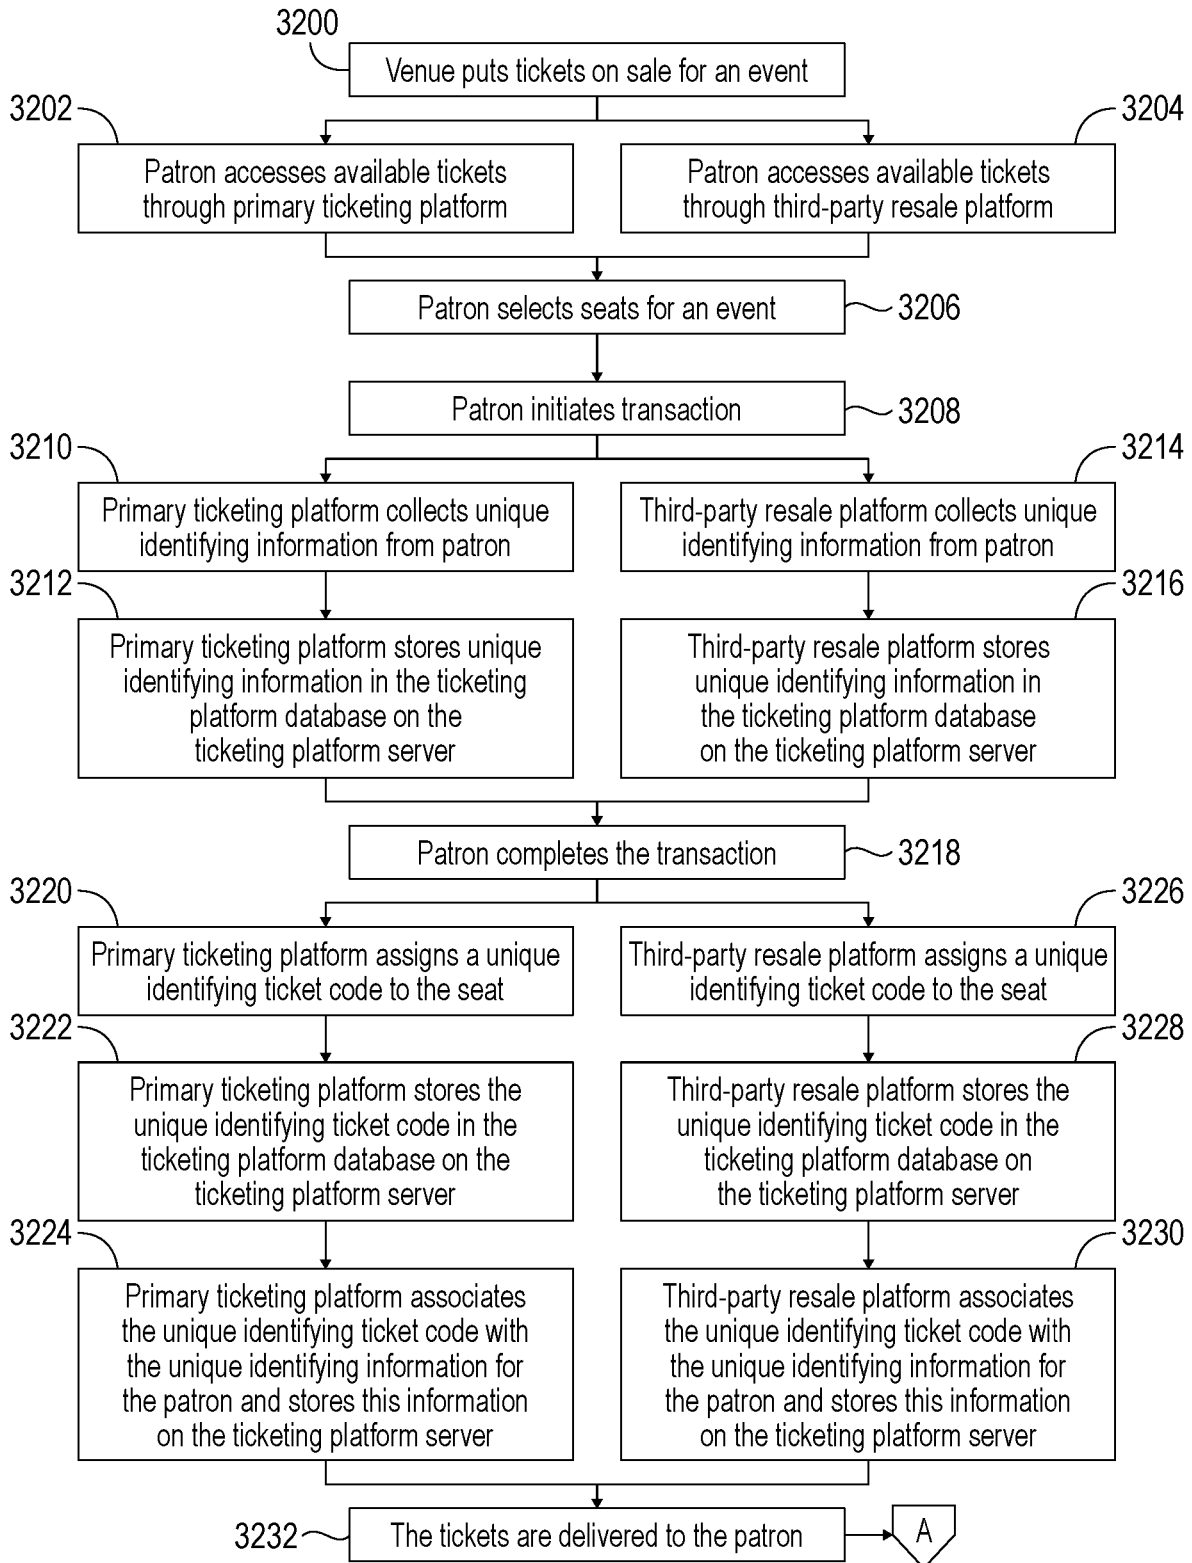 3200
Venue puts tickets on sale for an event
3202
3204
Patron accesses available tickets
through primary ticketing platform
Patron accesses available tickets
through third-party resale platform
Patron selects seats for an event
3206
Patron initiates transaction
3208
3210
3214
Primary ticketing platform collects unique
identifying information from patron
Third-party resale platform collects unique
identifying information from patron
3212
3216
Primary ticketing platform stores unique
identifying information in the ticketing
platform database on the
ticketing platform server
Third-party resale platform stores
unique identifying information in
the ticketing platform database
on the ticketing platform server
Patron completes the transaction
3218
3220
3226
Primary ticketing platform assigns a unique
identifying ticket code to the seat
Third-party resale platform assigns a unique
identifying ticket code to the seat
3222
3228
Primary ticketing platform stores the
unique identifying ticket code in the
ticketing platform database on the
ticketing platform server
Third-party resale platform stores the
unique identifying ticket code in the
ticketing platform database on
the ticketing platform server
3224
3230
Primary ticketing platform associates
the unique identifying ticket code with
the unique identifying information for
the patron and stores this information
on the ticketing platform server
Third-party resale platform associates
the unique identifying ticket code with
the unique identifying information for
the patron and stores this information
on the ticketing platform server
3232
The tickets are delivered to the patron
A